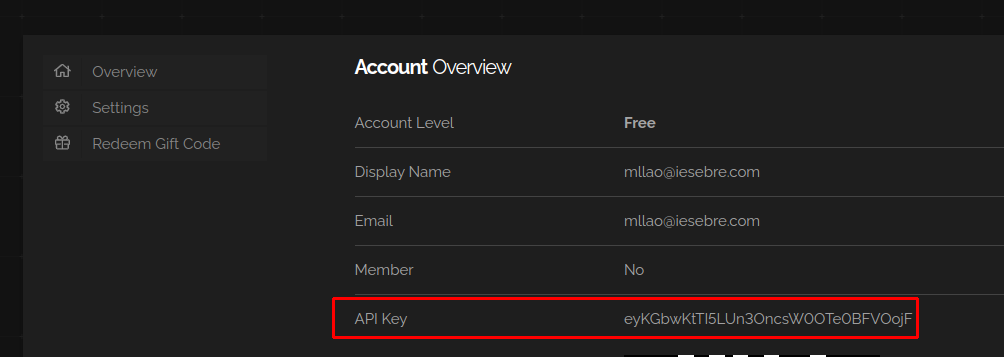 Account Overview
Overview
Settings
Redeem Gift Code
Account Level Free
Display Name mllao@iesebre.com
Email mllao@iesebre.com
Member No
API Key eyKGbwKtTI5LUn3OncsW0OTe0BFVOojF